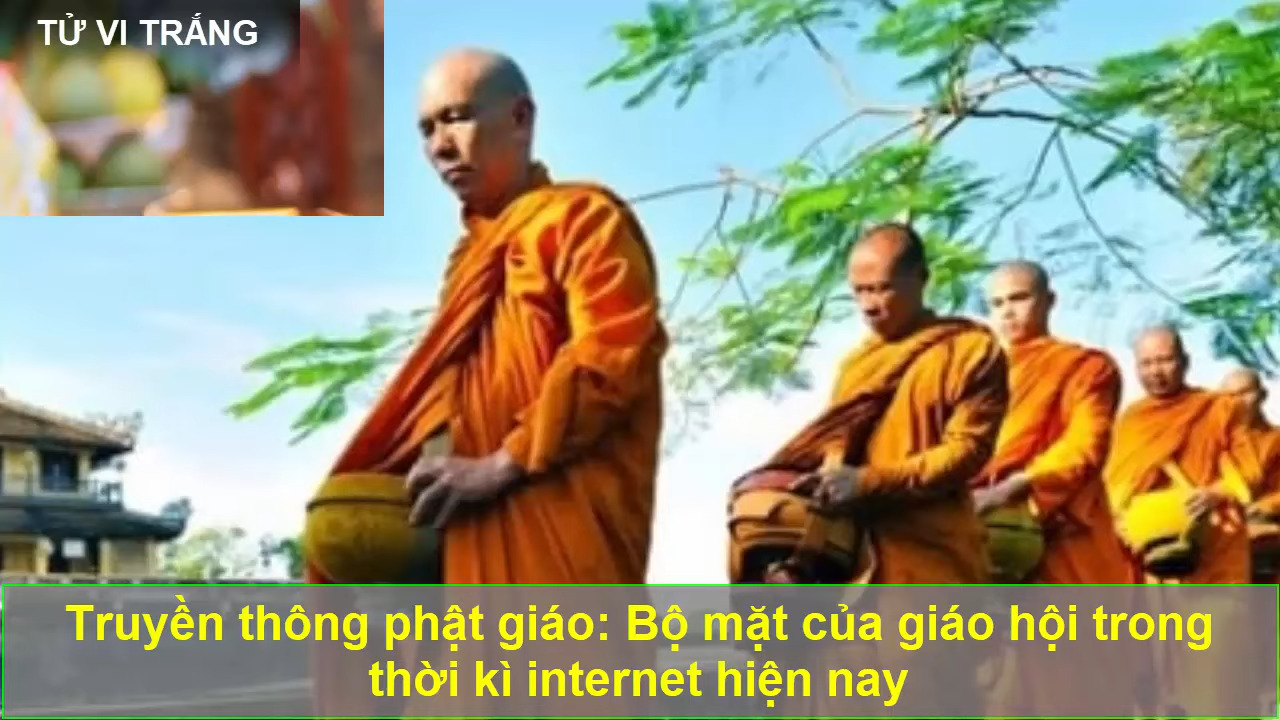 TỬ VI TRẮNG
Truyền thông phật giáo: Bộ mặt của giáo hội trong
thời kì internet hiện nay